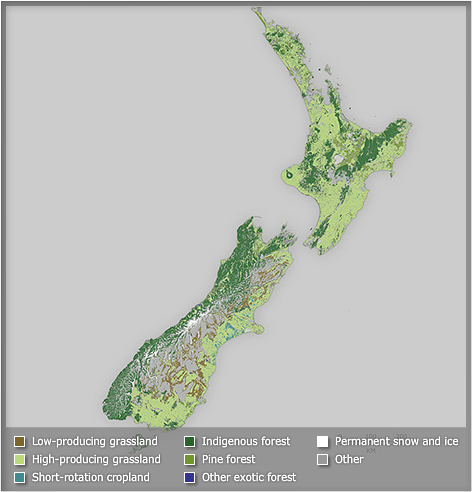 Low-producing grassland
Indigenous forest
Permanent snow and ice
High-producing grassland
Pine forest
Other
Short-rotation cropland
Other exotic forest
KM